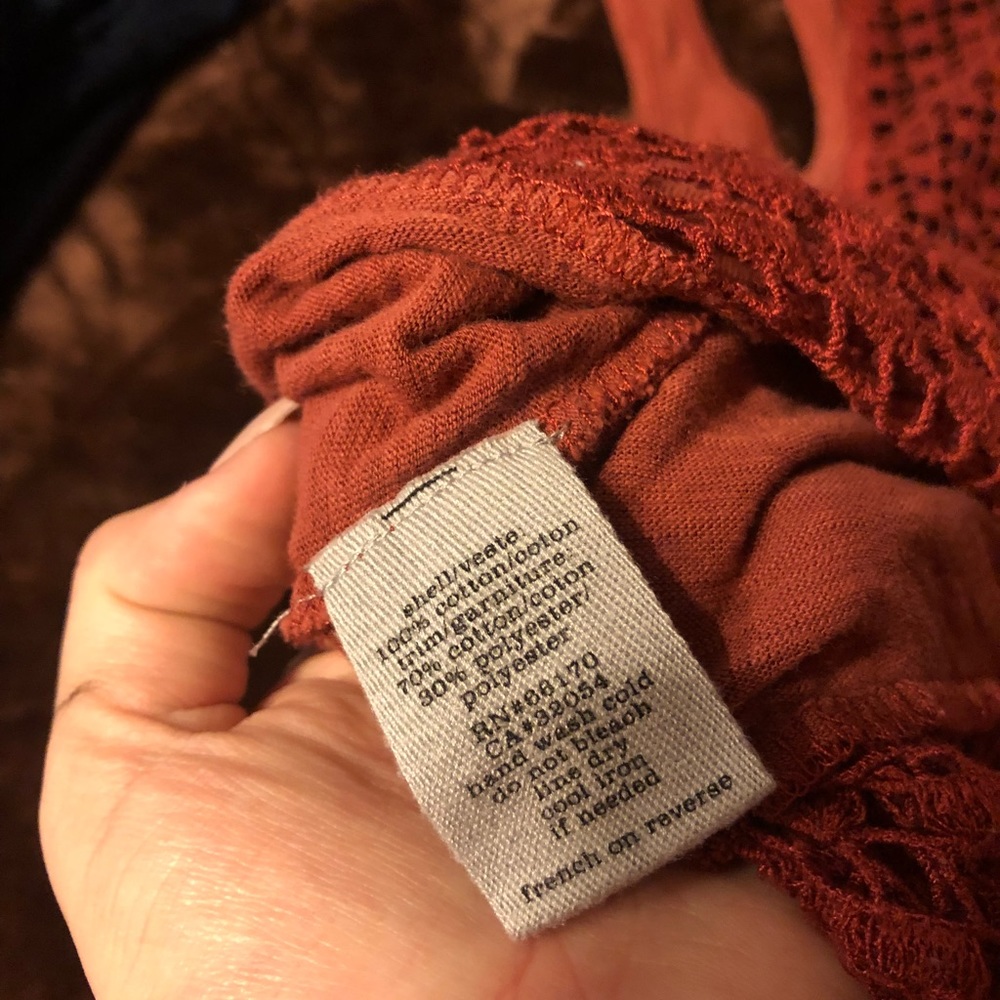 shell/veste
100% cotton/coton
trim/garniture
70% cotton/coton
30% polyester/
polyester
RN#66170
CA#32054
hand wash cold
do not bleach
line dry
cool iron
if needed
french on reverse